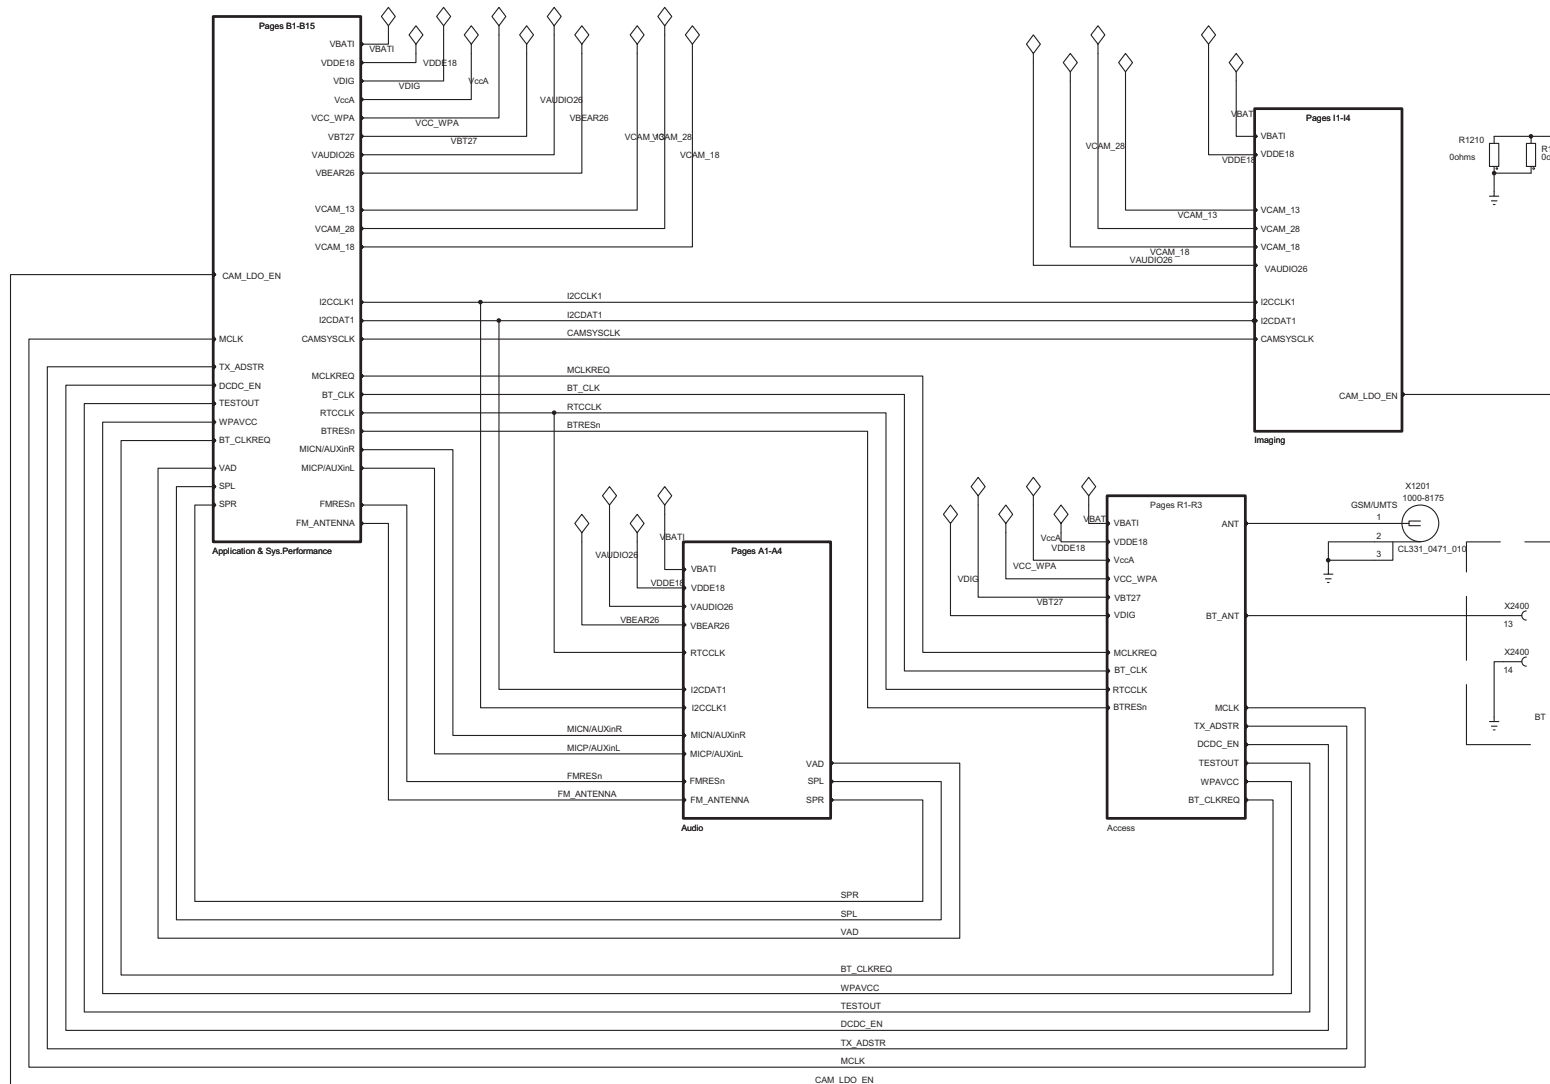 Pages B1-B15
VBATI
VDDE18
VDIG
VccA
VCC_WPA
VBT27
VAUDIO26
VBEAR26
VCAM_13
VCAM_28
VCAM_18
CAM_LDO_EN
I2CCLK1
I2CDAT1
MCLK
CAMSYSCLK
TX_ADSTR
MCLKREQ
DCDC_EN
BT_CLK
TESTOUT
RTCCLK
WPAVCC
BTRESn
BT_CLKREQ
MICN/AUXinR
VAD
MICP/AUXinL
SPL
SPR
FMRESn
FM_ANTENNA
Application & Sys.Performance
VBATI
VDDE18
VDIG
VccA
VCC_WPA
VBT27
VAUDIO26
VBEAR26
VCAM_13
VCAM_28
VCAM_18
I2CCLK1
I2CDAT1
CAMSYSCLK
MCLKREQ
BT_CLK
RTCCLK
BTRESn
VBATI
VDDE18
VCAM_28
VCAM_13
VCAM_18
VAUDIO26
Pages I1-I4
VBATI
VDDE18
VCAM_13
VCAM_28
VCAM_18
VAUDIO26
I2CCLK1
I2CDAT1
CAMSYSCLK
CAM_LDO_EN
Imaging
R1210
0ohms
VBATI
VAUDIO26
VDDE18
VBEAR26
MICN/AUXinR
MICP/AUXinL
FMRESn
FM_ANTENNA
Pages A1-A4
VBATI
VDDE18
VAUDIO26
VBEAR26
RTCCLK
I2CDAT1
I2CCLK1
MICN/AUXinR
MICP/AUXinL
VAD
FMRESn
SPL
FM_ANTENNA
SPR
Audio
VBATI
VccA
VDDE18
VCC_WPA
VDIG
VBT27
Pages R1-R3
VBATI
ANT
VDDE18
VccA
VCC_WPA
VBT27
VDIG
BT_ANT
MCLKREQ
BT_CLK
RTCCLK
BTRESn
MCLK
TX_ADSTR
DCDC_EN
TESTOUT
WPAVCC
BT_CLKREQ
Access
X1201
1000-8175
GSM/UMTS
1
2
3
CL331_0471_010
X2400
13
X2400
14
BT
SPR
SPL
VAD
BT_CLKREQ
WPAVCC
TESTOUT
DCDC_EN
TX_ADSTR
MCLK
CAM_LDO_EN